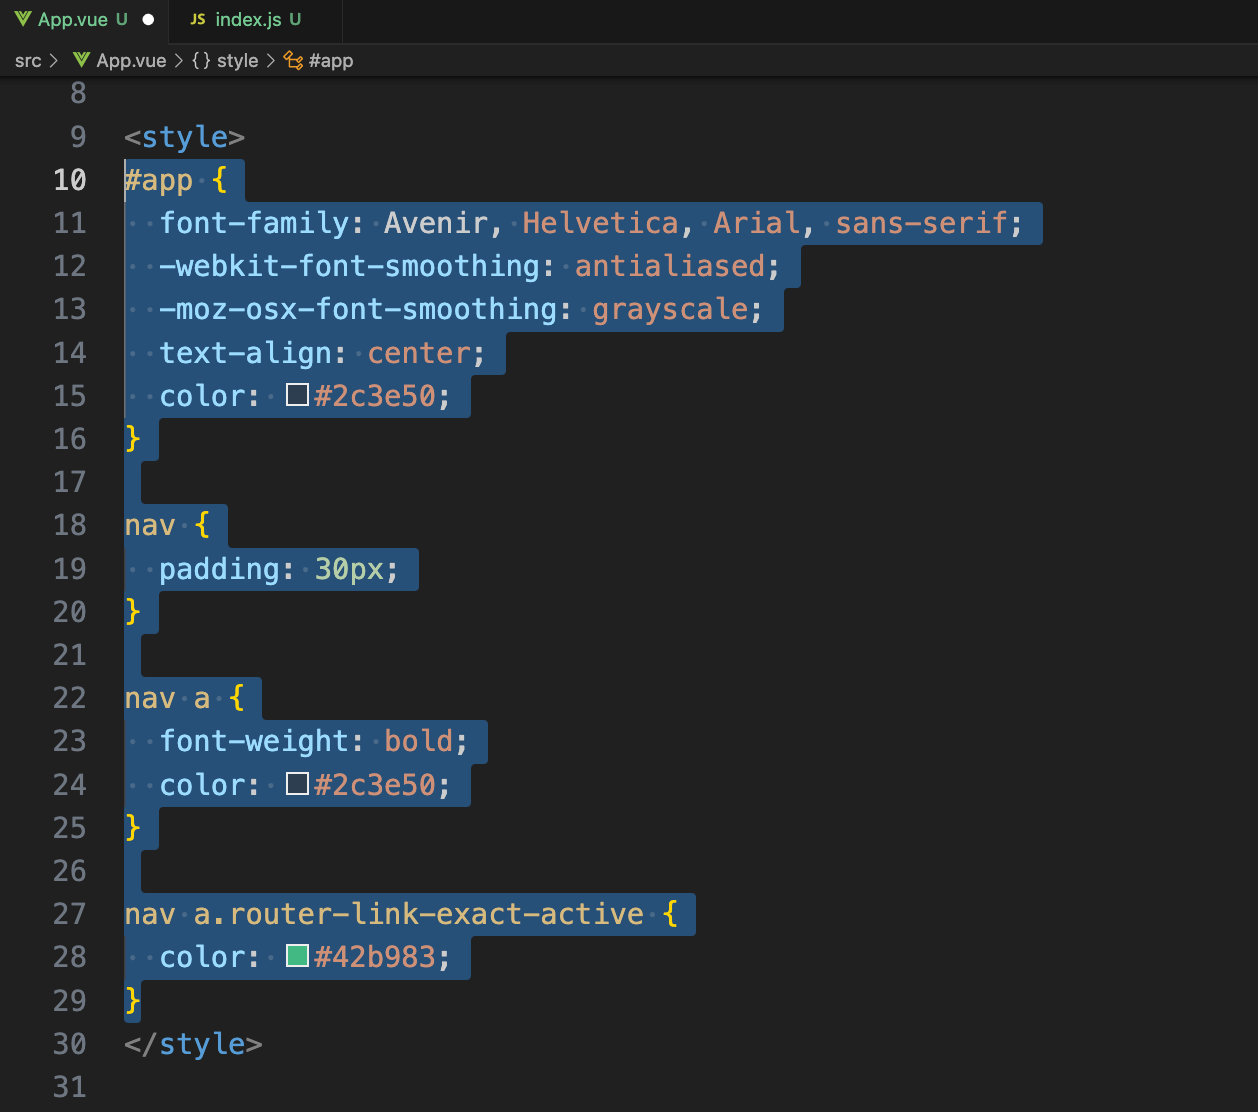 App.vue U JS index.js U
src > App.vue > {} style > #app
8
9 <style>
10 #app {
11   font-family: Avenir, Helvetica, Arial, sans-serif;
12   -webkit-font-smoothing: antialiased;
13   -moz-osx-font-smoothing: grayscale;
14   text-align: center;
15   color: #2c3e50;
16 }
17
18 nav {
19   padding: 30px;
20 }
21
22 nav a {
23   font-weight: bold;
24   color: #2c3e50;
25 }
26
27 nav a.router-link-exact-active {
28   color: #42b983;
29 }
30 </style>
31